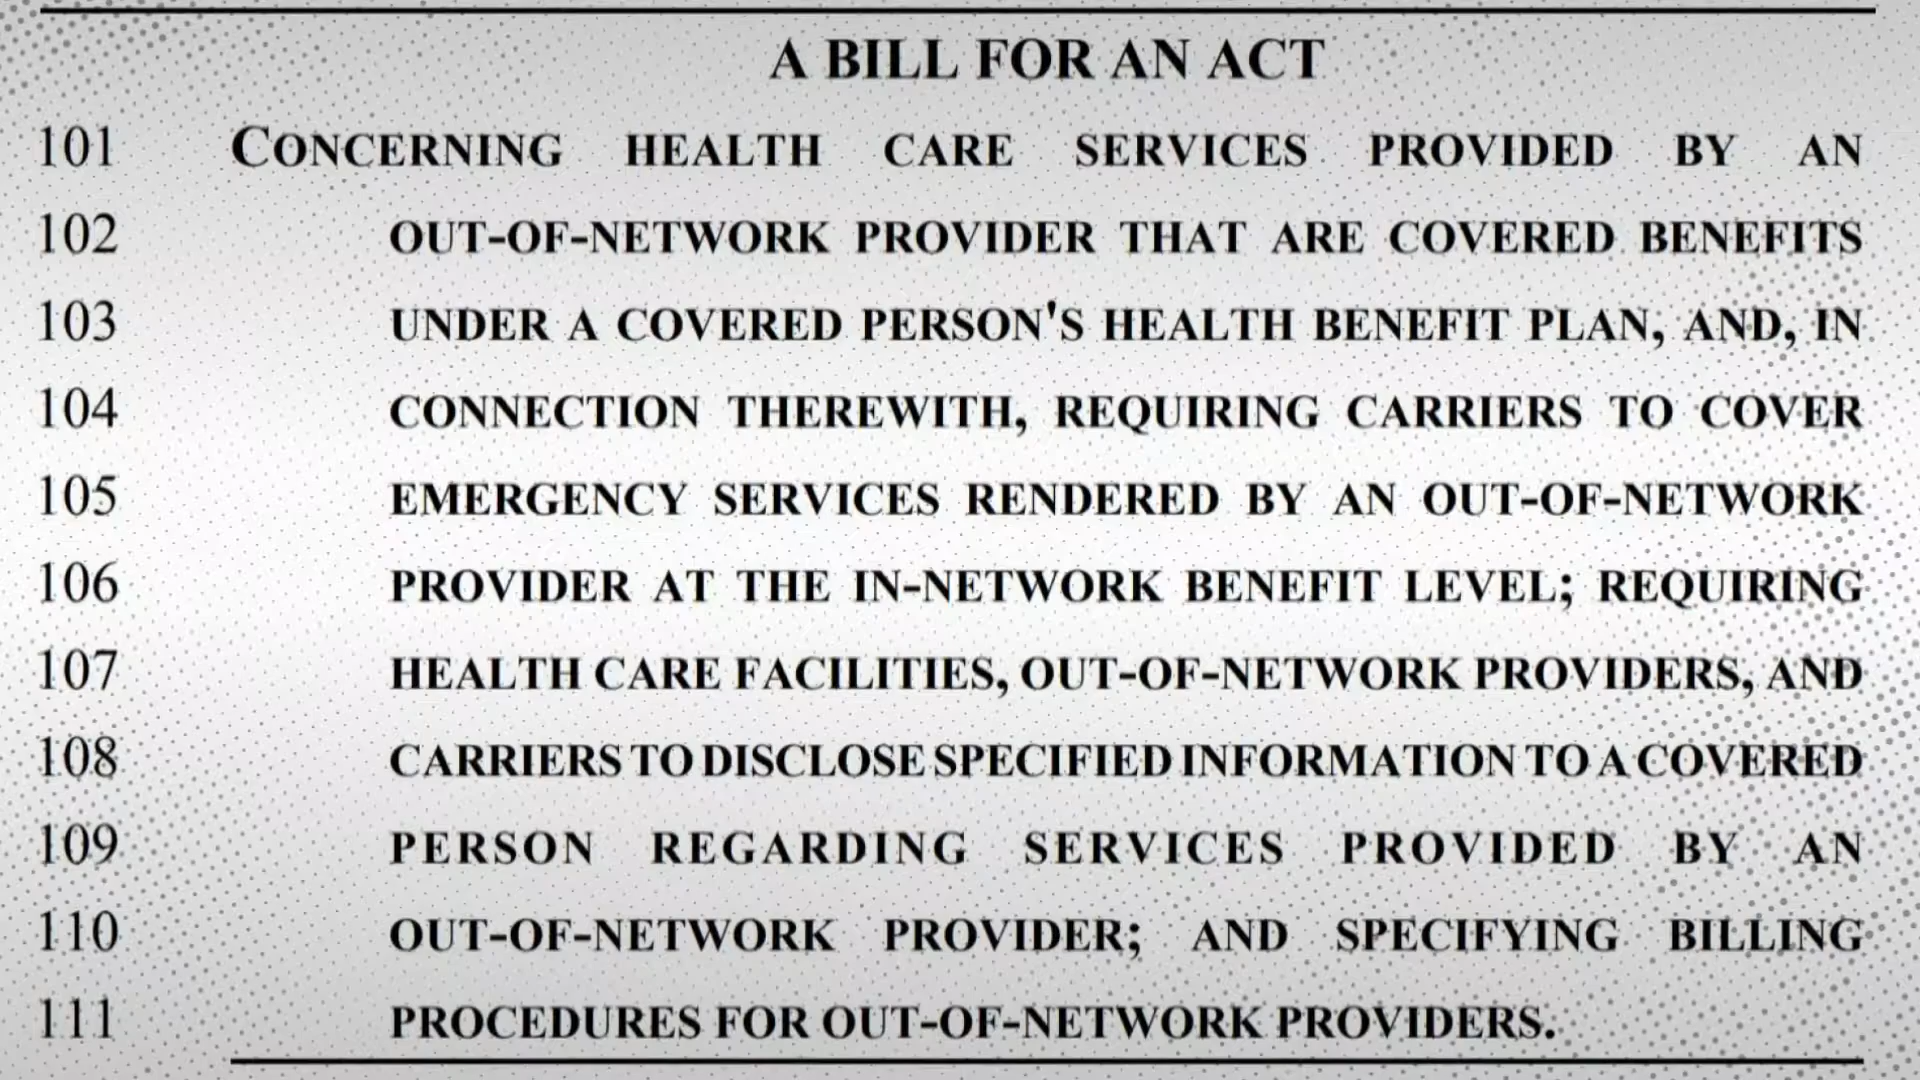 A BILL FOR AN ACT
101 CONCERNING HEALTH CARE SERVICES PROVIDED BY AN
102 OUT-OF-NETWORK PROVIDER THAT ARE COVERED BENEFITS
103 UNDER A COVERED PERSON'S HEALTH BENEFIT PLAN, AND, IN
104 CONNECTION THEREWITH, REQUIRING CARRIERS TO COVER
105 EMERGENCY SERVICES RENDERED BY AN OUT-OF-NETWORK
106 PROVIDER AT THE IN-NETWORK BENEFIT LEVEL; REQUIRING
107 HEALTH CARE FACILITIES, OUT-OF-NETWORK PROVIDERS, AND
108 CARRIERS TO DISCLOSE SPECIFIED INFORMATION TO A COVERED
109 PERSON REGARDING SERVICES PROVIDED BY AN
110 OUT-OF-NETWORK PROVIDER; AND SPECIFYING BILLING
111 PROCEDURES FOR OUT-OF-NETWORK PROVIDERS.